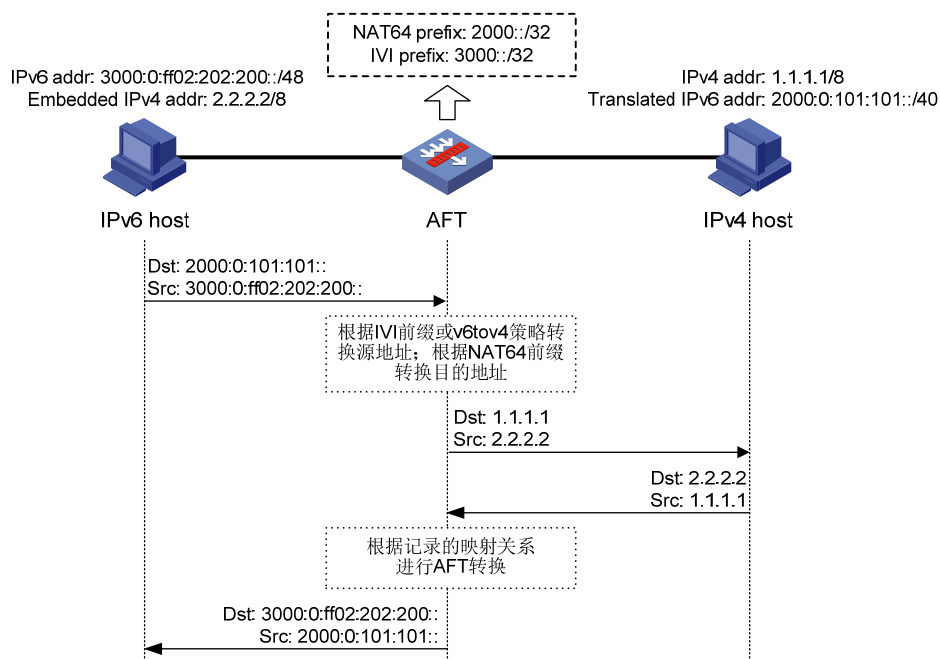 NAT64 prefix: 2000::/32
IVI prefix: 3000::/32
IPv6 addr: 3000:0:ff02:202:200::/48
Embedded IPv4 addr: 2.2.2.2/8
IPv4 addr: 1.1.1.1/8
Translated IPv6 addr: 2000:0:101:101::/40
IPv6 host
AFT
IPv4 host
Dst: 2000:0:101:101::
Src: 3000:0:ff02:202:200::
根据IVI前缀或v6tov4策略转
换源地址；根据NAT64前缀
转换目的地址
Dst: 1.1.1.1
Src: 2.2.2.2
Dst: 2.2.2.2
Src: 1.1.1.1
根据记录的映射关系
进行AFT转换
Dst: 3000:0:ff02:202:200::
Src: 2000:0:101:101::